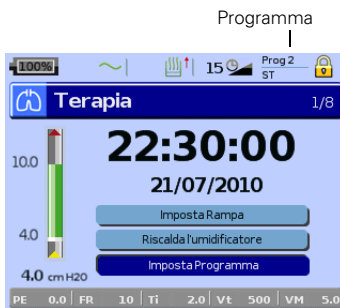 Programma
100% 15 Prog 2
ST
Terapia 1/8
22:30:00
10.0
21/07/2010
Imposta Rampa
4.0 Riscalda l'umidificatore
Imposta Programma
4.0 cmH2O
PE 0.0 FR 10 Ti 2.0 Vt 500 VM 5.0